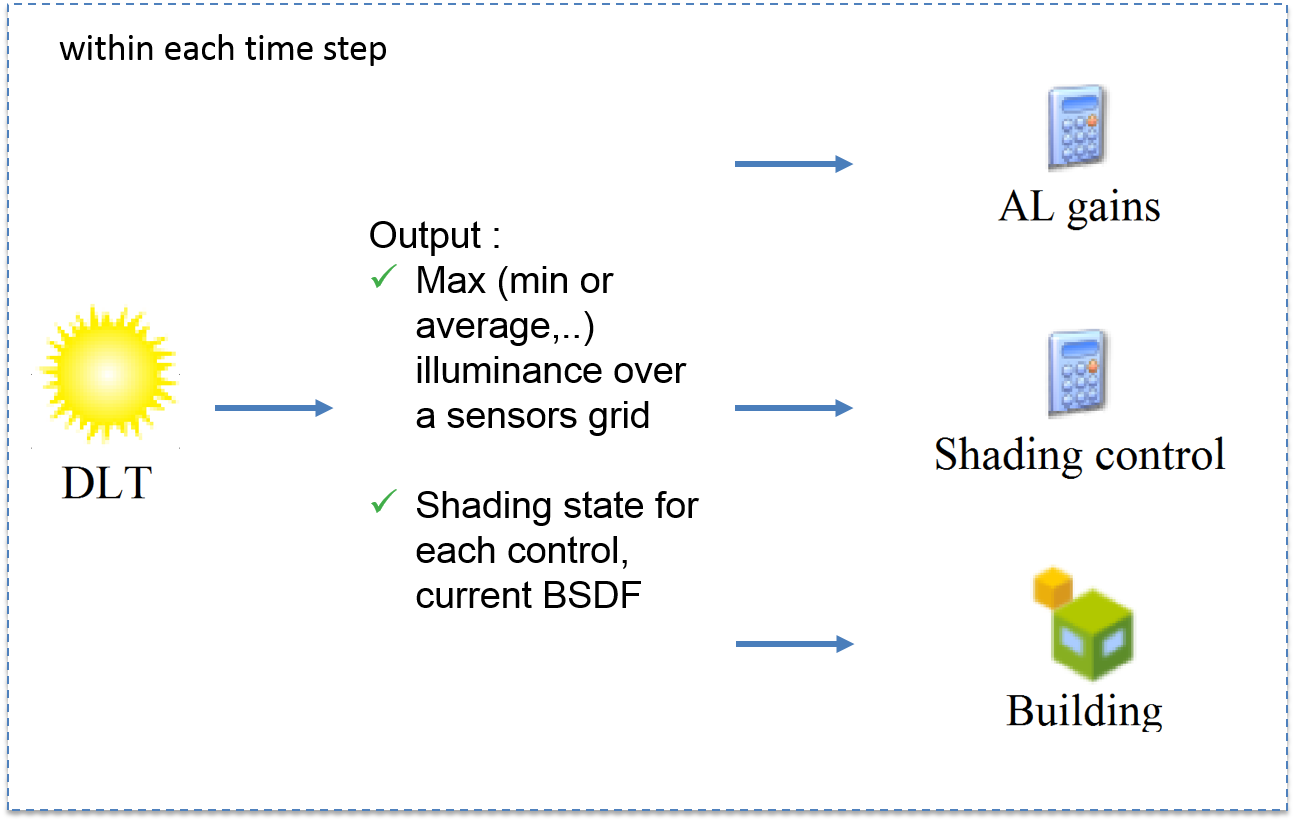 within each time step
AL gains
Output :
✓ Max (min or
average,..)
illuminance over
a sensors grid
DLT
Shading control
✓ Shading state for
each control,
current BSDF
Building